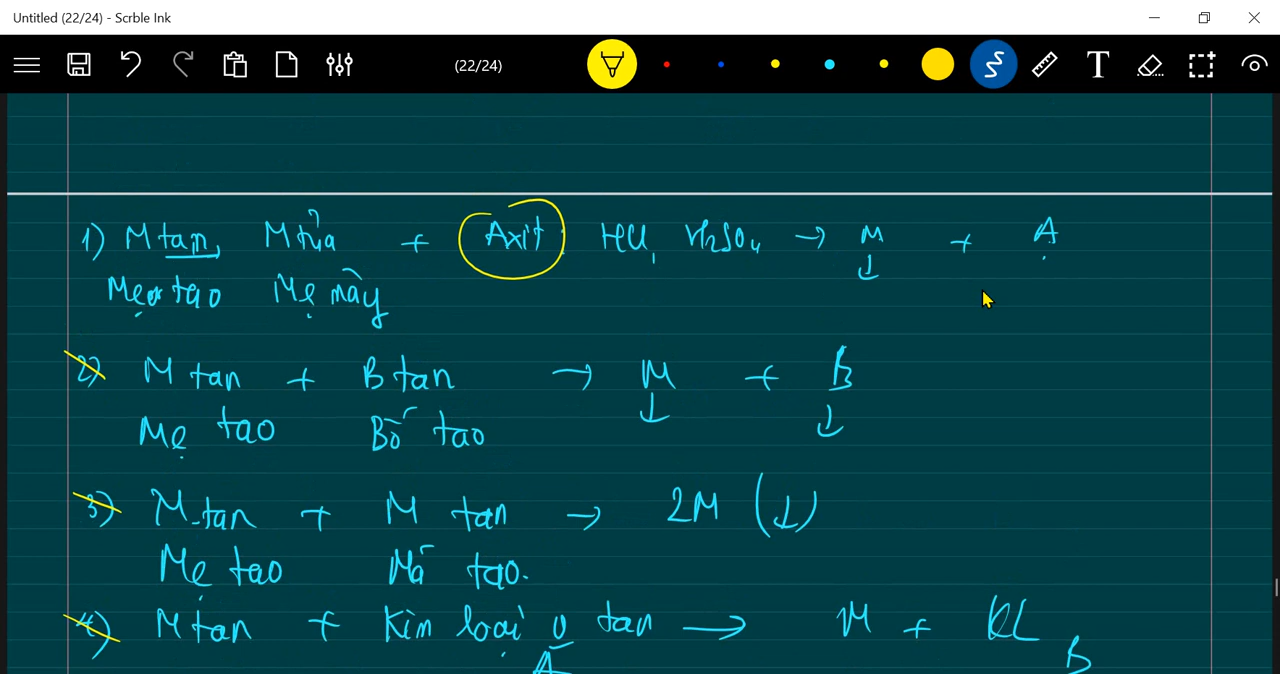 Untitled (22/24) - Scrble Ink
(22/24)
T
1) M tan, M tủa + Axit: HCl, H2SO4 → M↓ + A
Mẹ tao Mẹ mày
2) M tan + B tan → M↓ + B↓
Mẹ tao Bố tao
3) M tan + M tan → 2M (↓)
Mẹ tao Má tao.
4) M tan + Kim loại tan → M + KL
A B